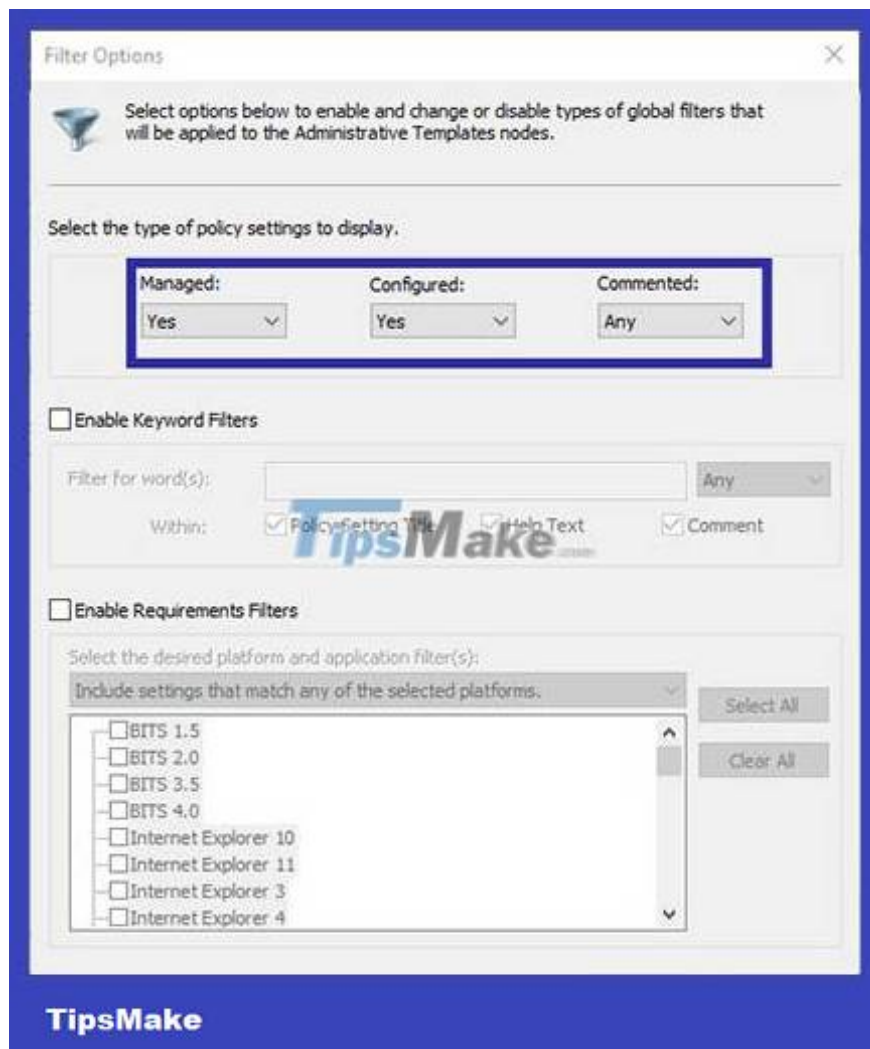 Filter Options
Select options below to enable and change or disable types of global filters that
will be applied to the Administrative Templates nodes.
Select the type of policy settings to display.
Managed: Configured: Commented:
Yes Yes Any
Enable Keyword Filters
Filter for word(s): Any
Within: Policy Setting Title Help Text Comment
TipsMake.com
Enable Requirements Filters
Select the desired platform and application filter(s):
Include settings that match any of the selected platforms.
Select All
BITS 1.5
BITS 2.0
Clear All
BITS 3.5
BITS 4.0
Internet Explorer 10
Internet Explorer 11
Internet Explorer 3
Internet Explorer 4
TipsMake